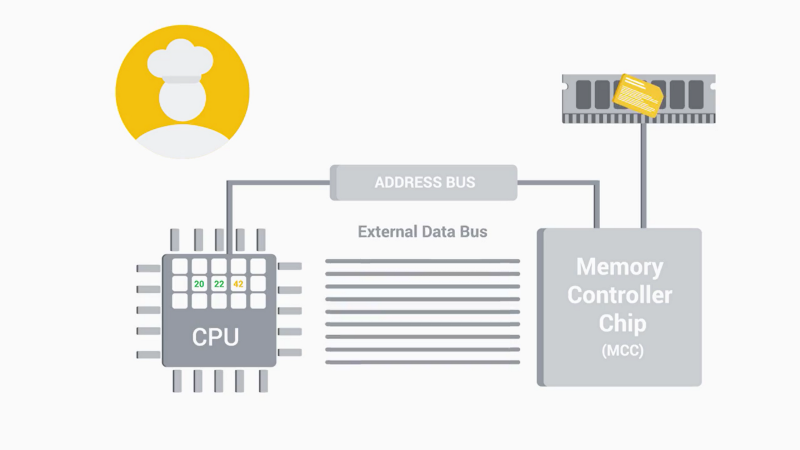 ADDRESS BUS
External Data Bus
20 22 42
CPU
Memory
Controller
Chip
(MCC)